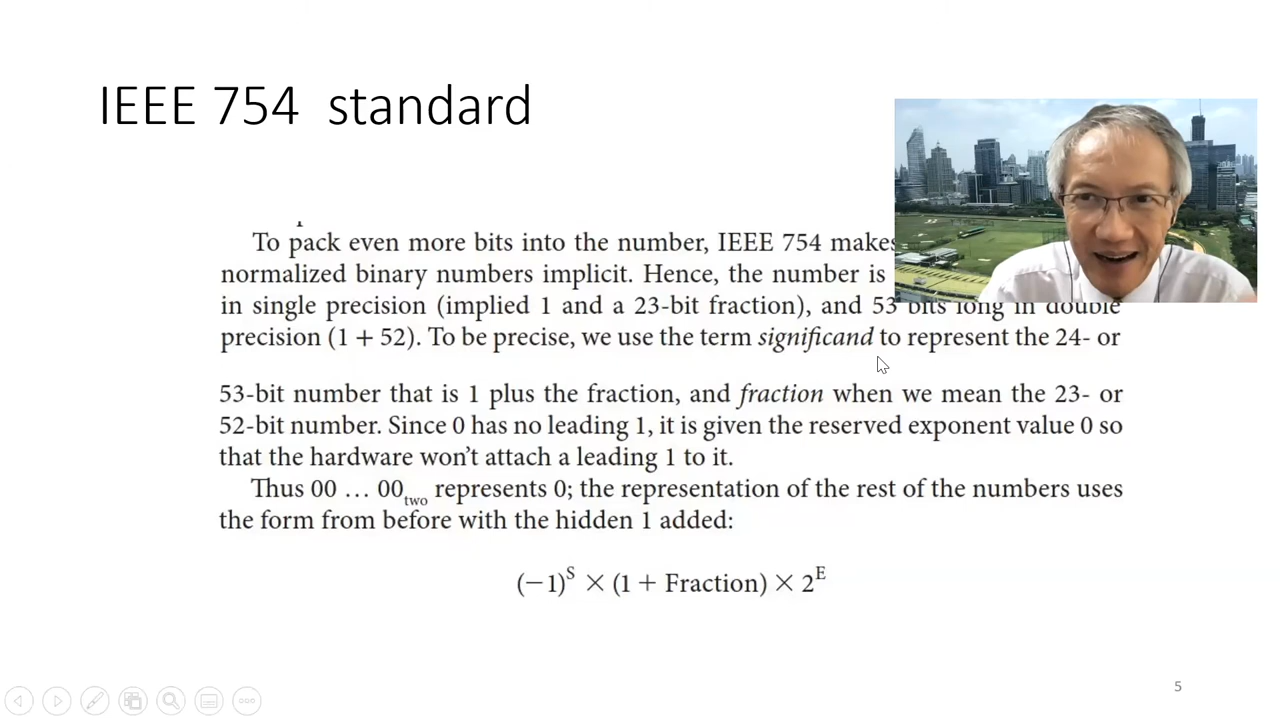 IEEE 754 standard
To pack even more bits into the number, IEEE 754 makes
normalized binary numbers implicit. Hence, the number is
in single precision (implied 1 and a 23-bit fraction), and 53 bits long in double
precision (1 + 52). To be precise, we use the term significand to represent the 24- or
53-bit number that is 1 plus the fraction, and fraction when we mean the 23- or
52-bit number. Since 0 has no leading 1, it is given the reserved exponent value 0 so
that the hardware won't attach a leading 1 to it.
Thus 00 … 00two represents 0; the representation of the rest of the numbers uses
the form from before with the hidden 1 added:
(−1)^S × (1 + Fraction) × 2^E
5